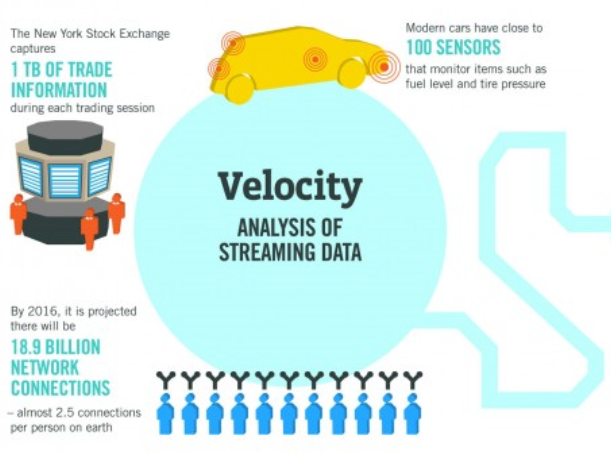 The New York Stock Exchange
captures
1 TB OF TRADE
INFORMATION
during each trading session
Modern cars have close to
100 SENSORS
that monitor items such as
fuel level and tire pressure
Velocity
ANALYSIS OF
STREAMING DATA
By 2016, it is projected
there will be
18.9 BILLION
NETWORK
CONNECTIONS
– almost 2.5 connections
per person on earth